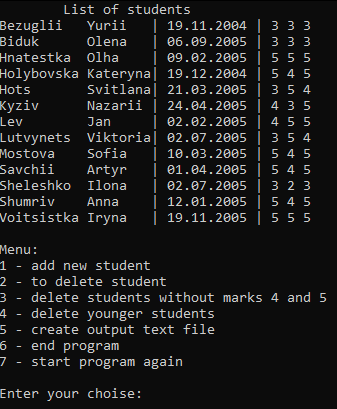 List of students
Bezuglii Yurii | 19.11.2004 | 3 3 3
Biduk Olena | 06.09.2005 | 3 3 3
Hnatestka Olha | 09.02.2005 | 5 5 5
Holybovska Kateryna| 19.12.2004 | 5 4 5
Hots Svitlana| 21.03.2005 | 3 5 4
Kyziv Nazarii | 24.04.2005 | 4 3 5
Lev Jan | 02.02.2005 | 4 5 5
Lutvynets Viktoria| 02.07.2005 | 3 5 4
Mostova Sofia | 10.03.2005 | 5 4 5
Savchii Artyr | 01.04.2005 | 5 4 5
Sheleshko Ilona | 02.07.2005 | 3 2 3
Shumriv Anna | 12.01.2005 | 5 4 5
Voitsistka Iryna | 19.11.2005 | 5 5 5
Menu:
1 - add new student
2 - to delete student
3 - delete students without marks 4 and 5
4 - delete younger students
5 - create output text file
6 - end program
7 - start program again
Enter your choise: